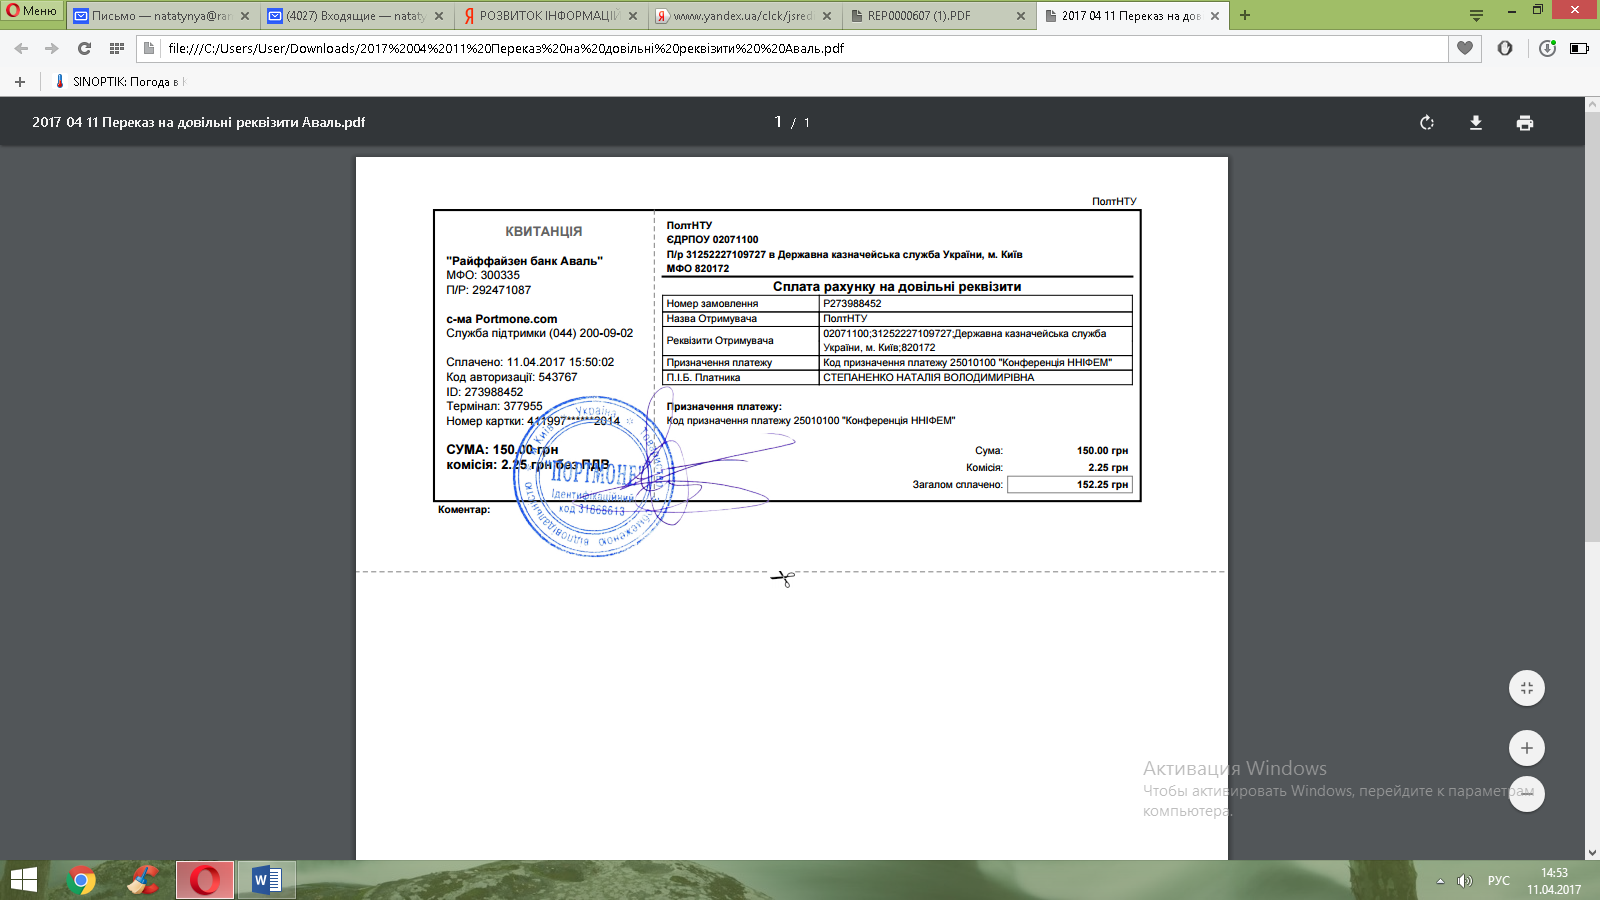 Меню
Письмо — natatynya@ran
(4027) Входящие — nataty
РОЗВИТОК ІНФОРМАЦІЙ
www.yandex.ua/clck/jsred
REP0000607 (1).PDF
2017 04 11 Переказ на дов
file:///C:/Users/User/Downloads/2017%2004%2011%20Переказ%20на%20довільні%20реквізити%20%20Аваль.pdf
SINOPTIK: Погода в К
2017 04 11 Переказ на довільні реквізити Аваль.pdf
1 / 1
ПолтНТУ
КВИТАНЦІЯ
"Райффайзен банк Аваль"
МФО: 300335
П/Р: 292471087
с-ма Portmone.com
Служба підтримки (044) 200-09-02
Сплачено: 11.04.2017 15:50:02
Код авторизації: 543767
ID: 273988452
Термінал: 377955
Номер картки: 411997******2014
СУМА: 150.00 грн
комісія: 2.25 грн без ПДВ
ПолтНТУ
ЄДРПОУ 02071100
П/р 31252227109727 в Державна казначейська служба України, м. Київ
МФО 820172
Сплата рахунку на довільні реквізити
Номер замовлення P273988452
Назва Отримувача ПолтНТУ
Реквізити Отримувача 02071100;31252227109727;Державна казначейська служба
України, м. Київ;820172
Призначення платежу Код призначення платежу 25010100 "Конференція ННІФЕМ"
П.І.Б. Платника СТЕПАНЕНКО НАТАЛІЯ ВОЛОДИМИРІВНА
Призначення платежу:
Код призначення платежу 25010100 "Конференція ННІФЕМ"
Сума: 150.00 грн
Комісія: 2.25 грн
Загалом сплачено: 152.25 грн
Україна
"ПОРТМОНЕ"
Ідентифікаційний
код 31668613
відповідальністю
Коментар:
Активация Windows
Чтобы активировать Windows, перейдите к параметрам
компьютера.
РУС
14:53
11.04.2017